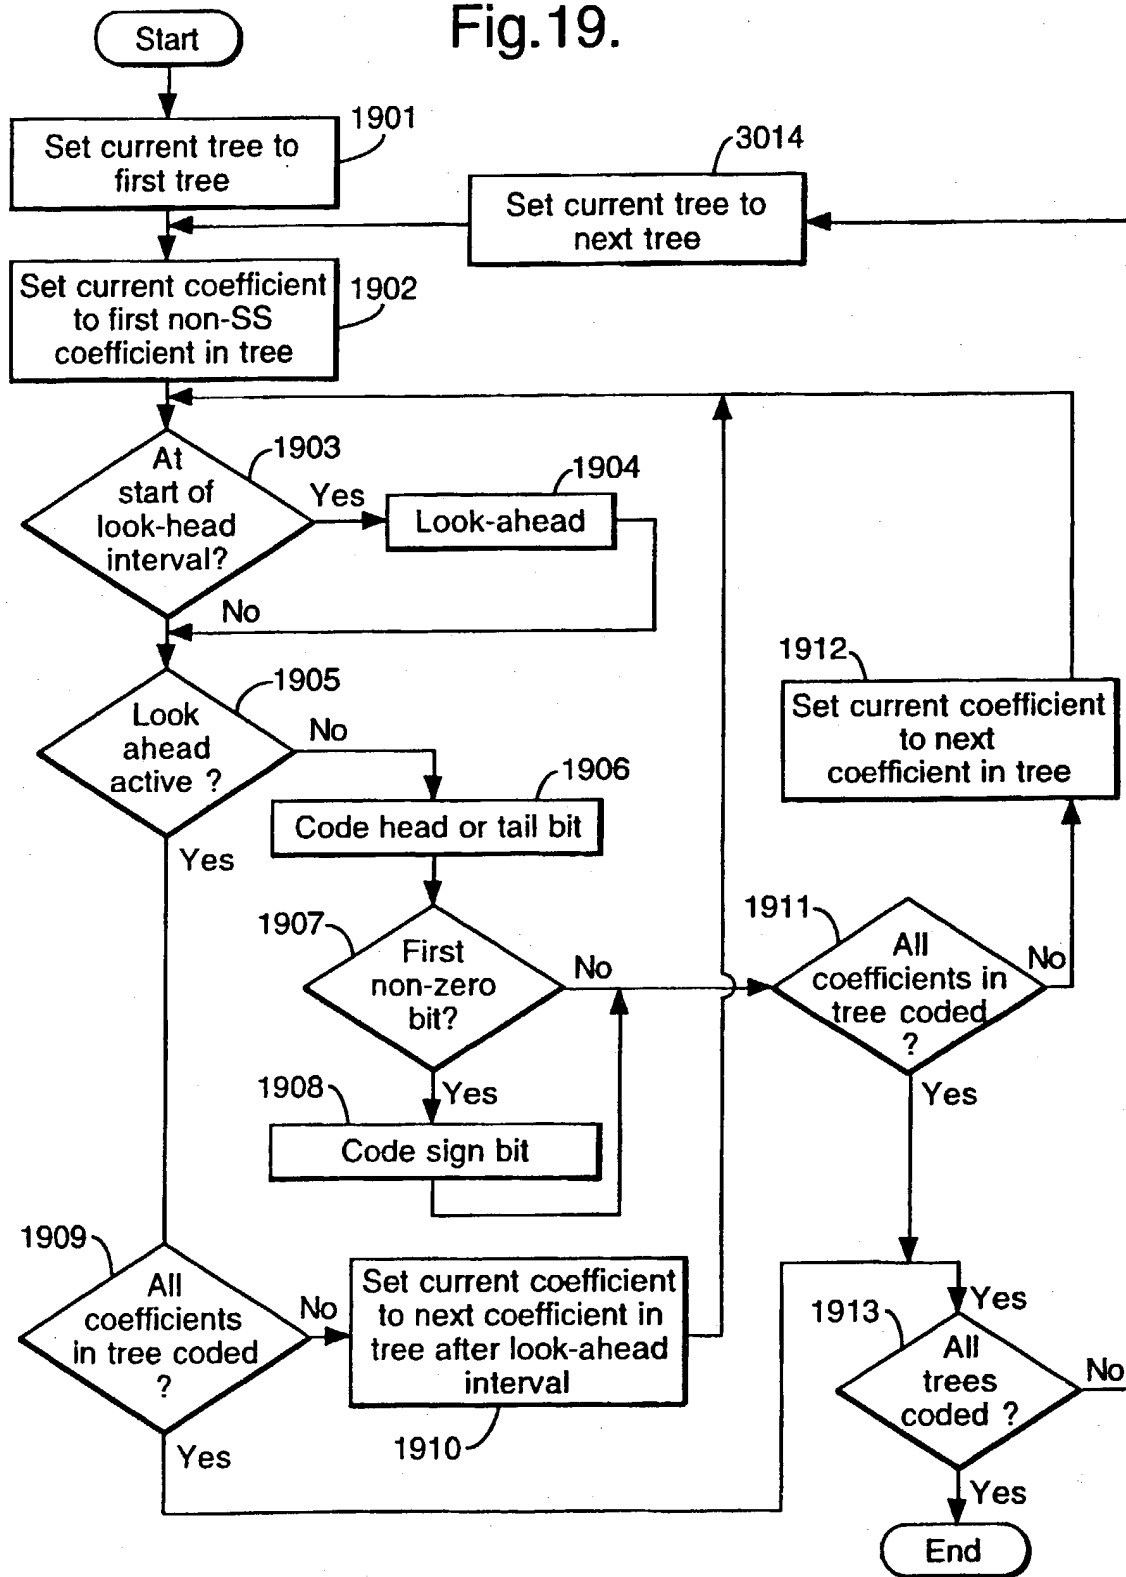 Fig.19.
Start
1901
Set current tree to
first tree
3014
Set current tree to
next tree
1902
Set current coefficient
to first non-SS
coefficient in tree
1903
At
start of
look-head
interval?
Yes
1904
Look-ahead
No
1905
Look
ahead
active ?
No
Yes
1906
Code head or tail bit
1907
First
non-zero
bit?
No
Yes
1908
Code sign bit
1912
Set current coefficient
to next
coefficient in tree
1911
All
coefficients in
tree coded
?
No
Yes
1909
All
coefficients
in tree coded
?
No
Yes
Set current coefficient
to next coefficient in
tree after look-ahead
interval
1910
Yes
1913
All
trees
coded ?
No
Yes
End